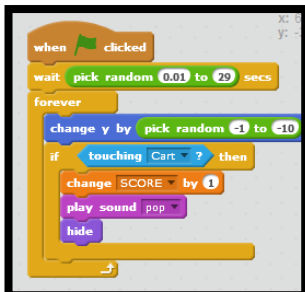 x: 6
y: -
when clicked
wait pick random 0.01 to 29 secs
forever
change y by pick random -1 to -10
if touching Cart ? then
change SCORE by 1
play sound pop
hide